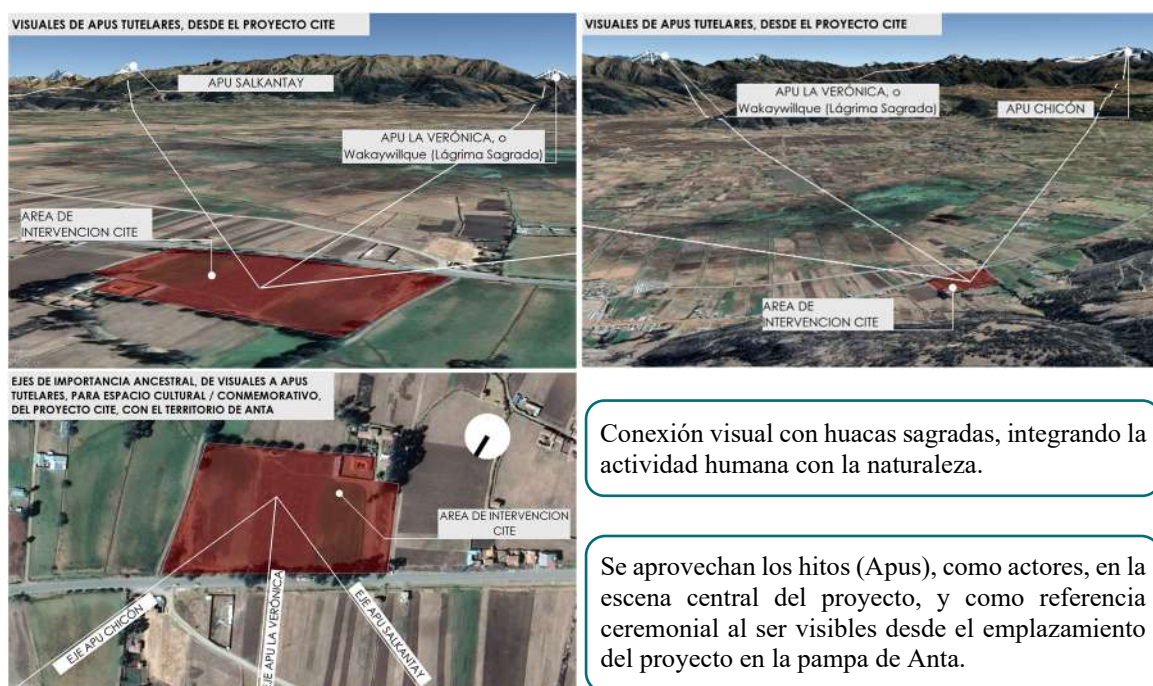 VISUALES DE APUS TUTELARES, DESDE EL PROYECTO CITE
APU SALKANTAY
APU LA VERÓNICA, o
Wakaywillque (Lágrima Sagrada)
AREA DE
INTERVENCION CITE
VISUALES DE APUS TUTELARES, DESDE EL PROYECTO CITE
APU LA VERÓNICA, o
Wakaywillque (Lágrima Sagrada)
APU CHICÓN
AREA DE
INTERVENCION CITE
EJES DE IMPORTANCIA ANCESTRAL, DE VISUALES A APUS
TUTELARES, PARA ESPACIO CULTURAL / CONMEMORATIVO,
DEL PROYECTO CITE, CON EL TERRITORIO DE ANTA
AREA DE INTERVENCION
CITE
EJE APU CHICÓN
EJE APU LA VERÓNICA
EJE APU SALKANTAY
Conexión visual con huacas sagradas, integrando la
actividad humana con la naturaleza.
Se aprovechan los hitos (Apus), como actores, en la
escena central del proyecto, y como referencia
ceremonial al ser visibles desde el emplazamiento
del proyecto en la pampa de Anta.